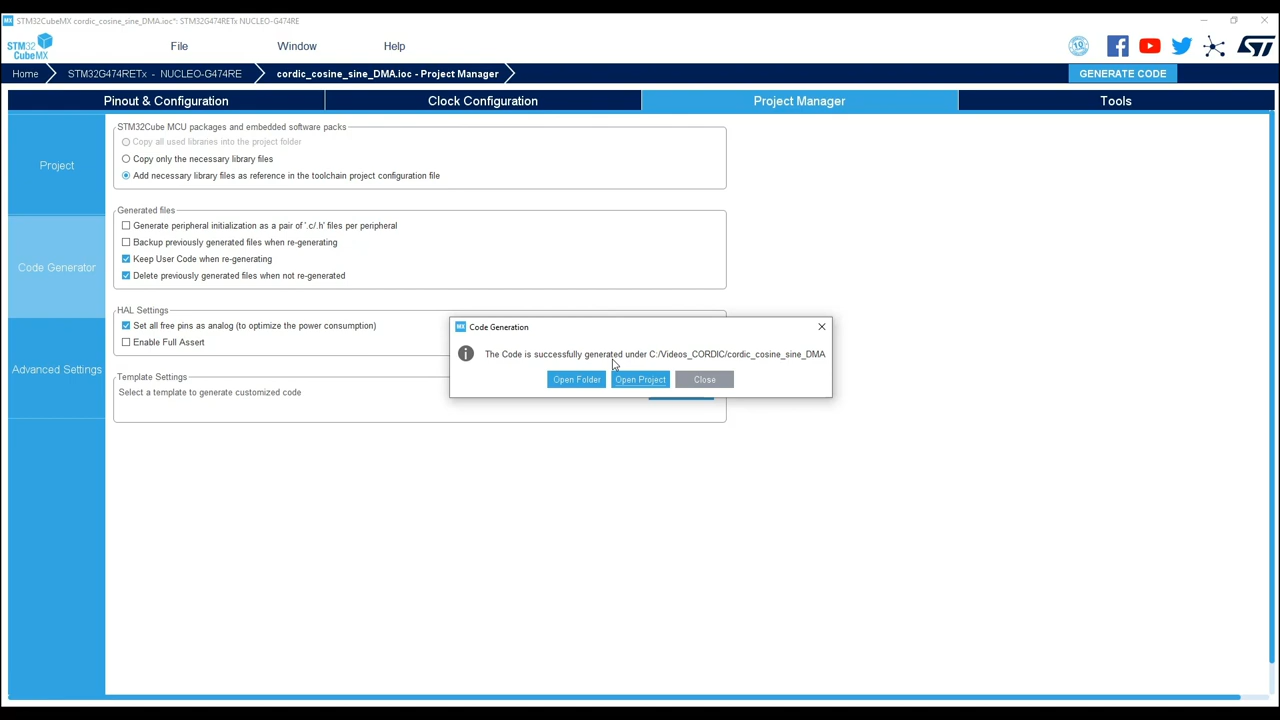 STM32CubeMX cordic_cosine_sine_DMA.ioc*: STM32G474RETx NUCLEO-G474RE
STM32
CubeMX
File
Window
Help
10
Home
STM32G474RETx - NUCLEO-G474RE
cordic_cosine_sine_DMA.ioc - Project Manager
GENERATE CODE
Pinout & Configuration
Clock Configuration
Project Manager
Tools
Project
Code Generator
Advanced Settings
STM32Cube MCU packages and embedded software packs
Copy all used libraries into the project folder
Copy only the necessary library files
Add necessary library files as reference in the toolchain project configuration file
Generated files
Generate peripheral initialization as a pair of '.c/.h' files per peripheral
Backup previously generated files when re-generating
Keep User Code when re-generating
Delete previously generated files when not re-generated
HAL Settings
Set all free pins as analog (to optimize the power consumption)
Enable Full Assert
Template Settings
Select a template to generate customized code
MX Code Generation
The Code is successfully generated under C:/Videos_CORDIC/cordic_cosine_sine_DMA
Open Folder
Open Project
Close